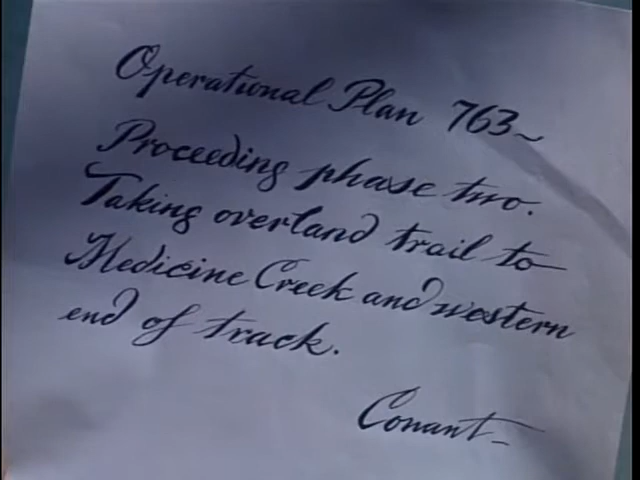 Operational Plan 763~
Proceeding phase two.
Taking overland trail to
Medicine Creek and western
end of track.
Conant-